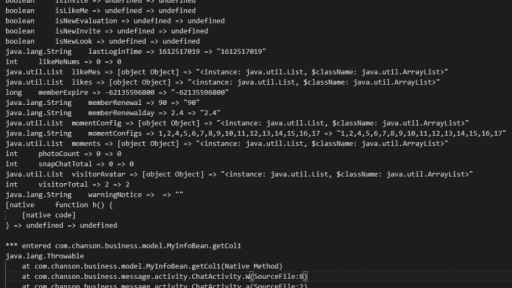 boolean isInvite => undefined => undefined
boolean isLikeMe => undefined => undefined
boolean isNewEvaluation => undefined => undefined
boolean isNewInvite => undefined => undefined
boolean isNewLook => undefined => undefined
java.lang.String lastLoginTime => 1612517019 => "1612517019"
int likeMeNums => 0 => 0
java.util.List likeMes => [object Object] => "<instance: java.util.List, $className: java.util.ArrayList>"
java.util.List likes => [object Object] => "<instance: java.util.List, $className: java.util.ArrayList>"
long memberExpire => -62135596800 => "-62135596800"
java.lang.String memberRenewal => 90 => "90"
java.lang.String memberRenewalday => 2.4 => "2.4"
java.util.List momentConfig => [object Object] => "<instance: java.util.List, $className: java.util.ArrayList>"
java.lang.String momentConfigs => 1,2,4,5,6,7,8,9,10,11,12,13,14,15,16,17 => "1,2,4,5,6,7,8,9,10,11,12,13,14,15,16,17"
java.util.List moments => [object Object] => "<instance: java.util.List, $className: java.util.ArrayList>"
int photoCount => 0 => 0
int snapChatTotal => 0 => 0
java.util.List visitorAvatar => [object Object] => "<instance: java.util.List, $className: java.util.ArrayList>"
int visitorTotal => 2 => 2
java.lang.String warningNotice => => ""
[native function h() {
[native code]
} => undefined => undefined
*** entered com.chanson.business.model.MyInfoBean.getCol1
java.lang.Throwable
at com.chanson.business.model.MyInfoBean.getCol1(Native Method)
at com.chanson.business.message.activity.ChatActivity.W(SourceFile:8)
at com.chanson.business.message.activity.ChatActivity.a(SourceFile:2)